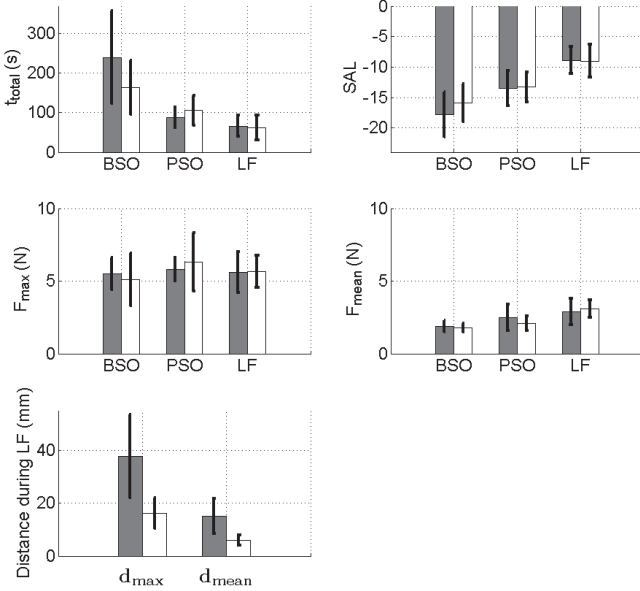 t_total (s)
300
200
100
0
BSO PSO LF
SAL
0
-5
-10
-15
-20
BSO PSO LF
F_max (N)
10
5
0
BSO PSO LF
F_mean (N)
10
5
0
BSO PSO LF
Distance during LF (mm)
40
20
0
d_max d_mean